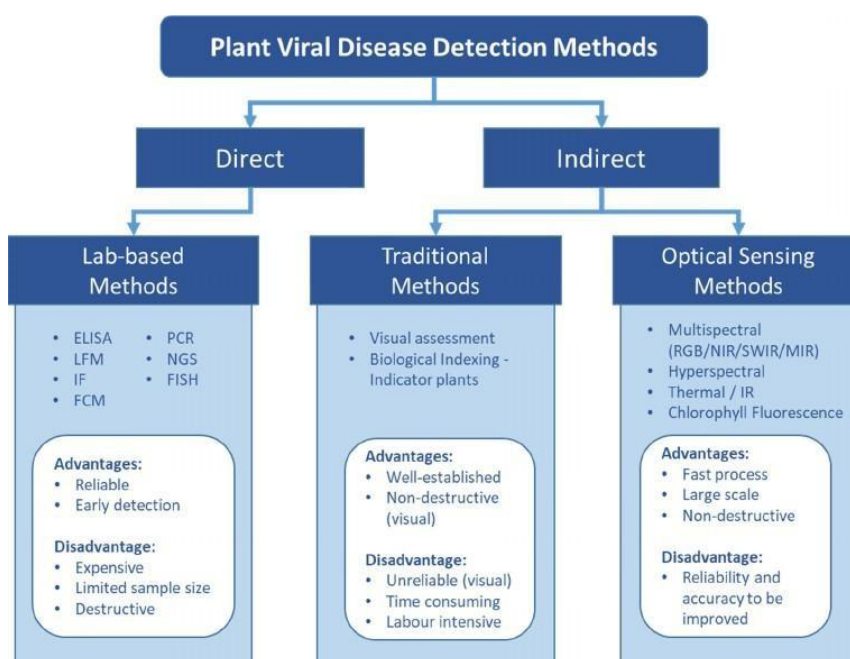 Plant Viral Disease Detection Methods
Direct
Indirect
Lab-based
Methods
• ELISA
• LFM
• IF
• FCM
• PCR
• NGS
• FISH
Advantages:
• Reliable
• Early detection
Disadvantage:
• Expensive
• Limited sample size
• Destructive
Traditional
Methods
• Visual assessment
• Biological Indexing -
Indicator plants
Advantages:
• Well-established
• Non-destructive
(visual)
Disadvantage:
• Unreliable (visual)
• Time consuming
• Labour intensive
Optical Sensing
Methods
• Multispectral
(RGB/NIR/SWIR/MIR)
• Hyperspectral
• Thermal / IR
• Chlorophyll Fluorescence
Advantages:
• Fast process
• Large scale
• Non-destructive
Disadvantage:
• Reliability and
accuracy to be
improved